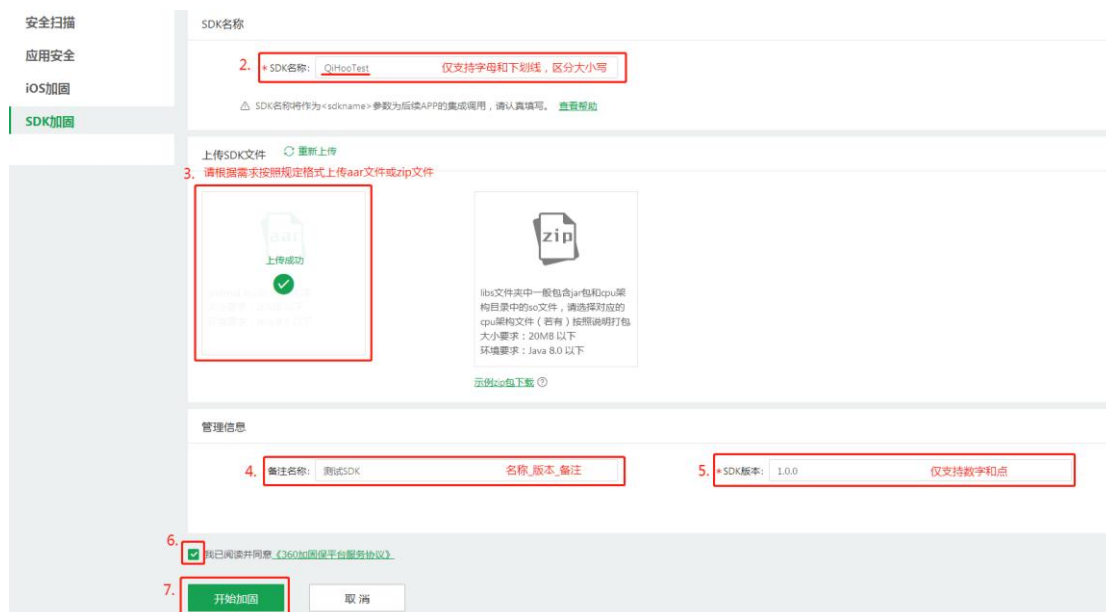 安全扫描
应用安全
iOS加固
SDK加固
SDK名称
2. * SDK名称: QiHooTest 仅支持字母和下划线，区分大小写
SDK名称将作为<sdkname>参数为后续APP的集成调用，请认真填写。 查看帮助
上传SDK文件 重新上传
3. 请根据需求按照规定格式上传aar文件或zip文件
aar
上传成功
zip
libs文件夹中一般包含jar包和cpu架
构目录中的so文件，请选择对应的
cpu架构文件（若有）按照说明打包
大小要求：20MB 以下
环境要求：Java 8.0 以下
示例zip包下载 ?
管理信息
4. 备注名称: 测试SDK 名称_版本_备注
5. * SDK版本: 1.0.0 仅支持数字和点
6. 我已阅读并同意《360加固保平台服务协议》
7. 开始加固 取 消